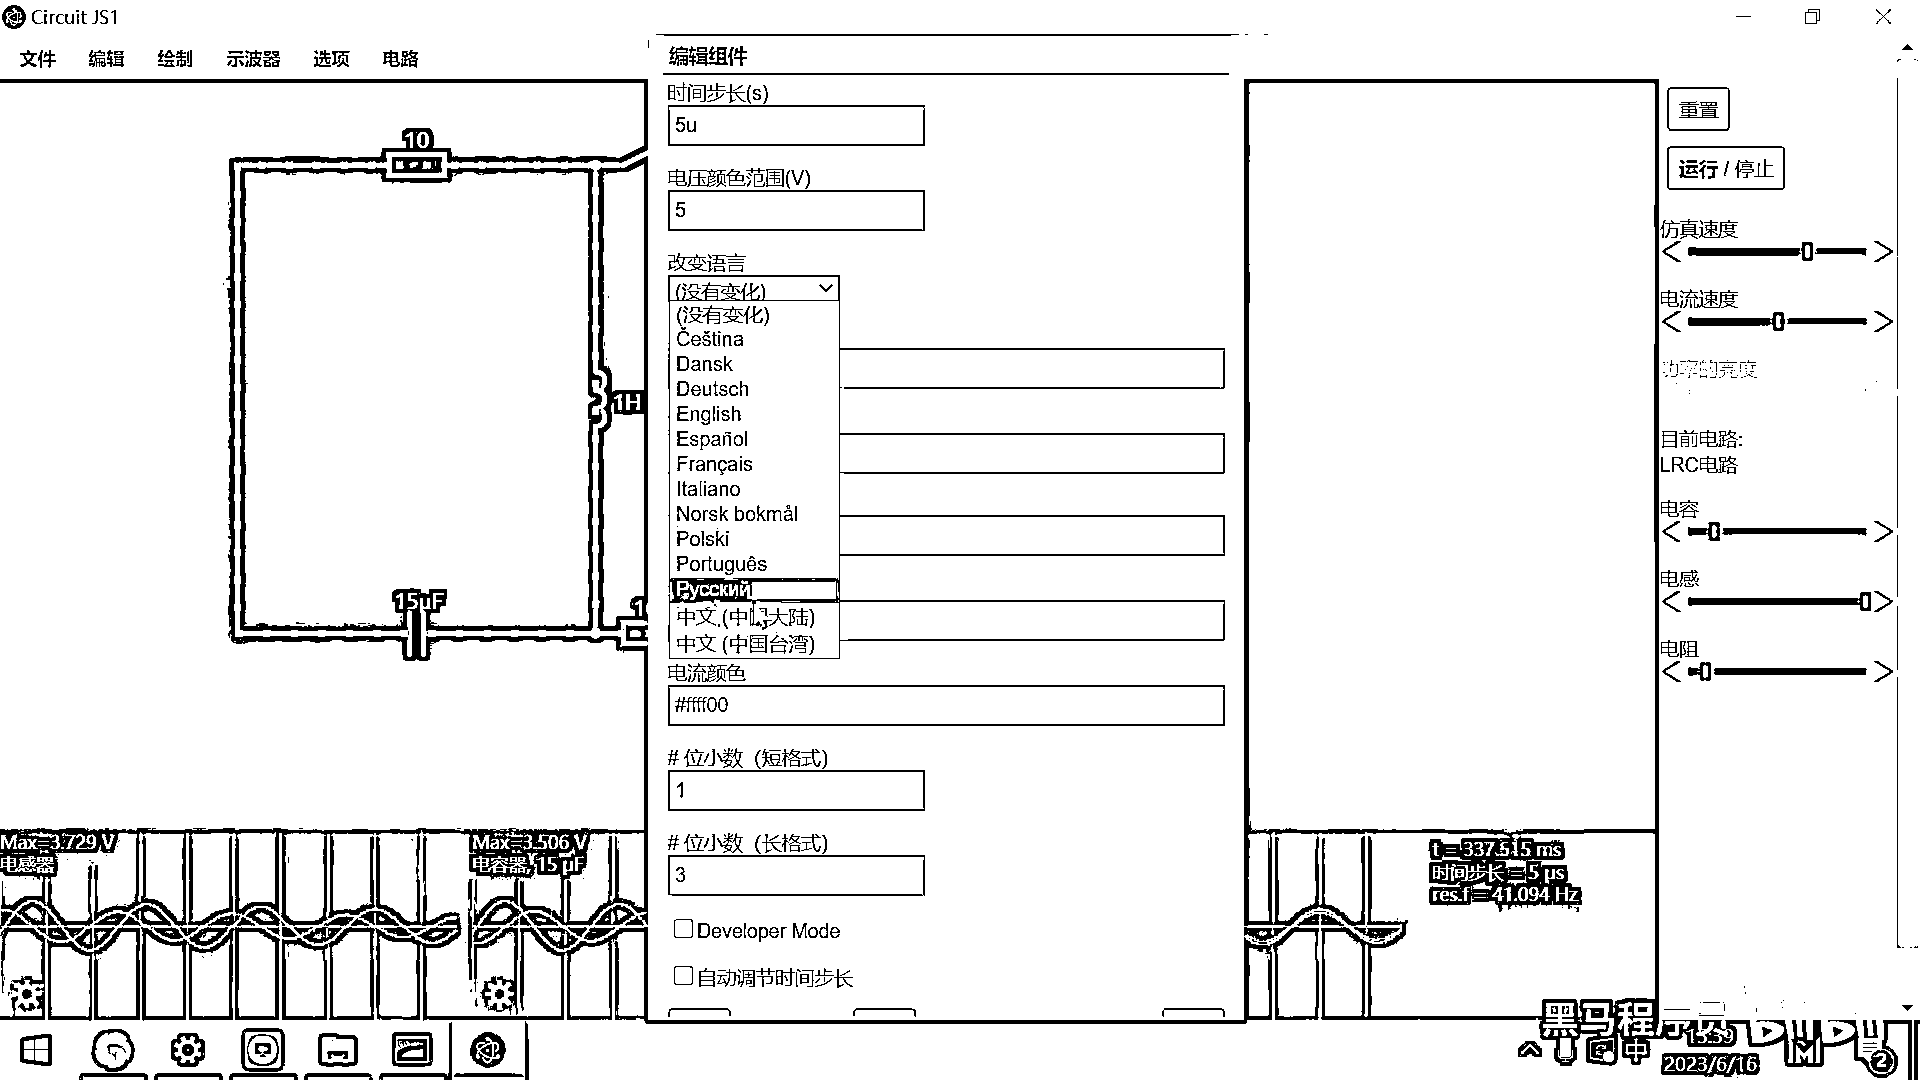 Circuit JS1
文件 编辑 绘制 示波器 选项 电路
编辑组件
时间步长(s)
5u
电压颜色范围(V)
5
改变语言
(没有变化)
(没有变化)
Čeština
Dansk
Deutsch
English
Español
Français
Italiano
Norsk bokmål
Polski
Português
Русский
中文 (中国大陆)
中文 (中国台湾)
电流颜色
#ffff00
# 位小数（短格式)
1
# 位小数（长格式)
3
Developer Mode
自动调节时间步长
10
1H
15μF
Max=3.729 V
电感器
Max=3.506 V
电容器, 15 μF
时间步长 = 5 μs
res.f = 41.094 Hz
重置
运行 / 停止
仿真速度
电流速度
功率的亮度
目前电路:
LRC电路
电容
电感
电阻
黑马程序员
中
15:39
2023/6/16
2